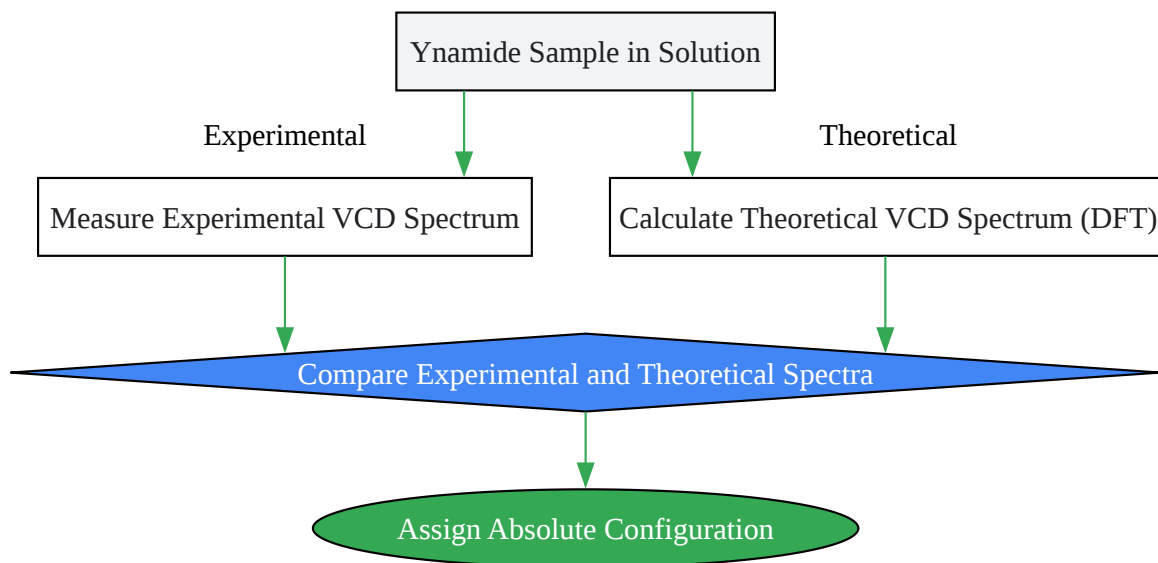 Ynamide Sample in Solution
Experimental
Theoretical
Measure Experimental VCD Spectrum
Calculate Theoretical VCD Spectrum (DFT)
Compare Experimental and Theoretical Spectra
Assign Absolute Configuration